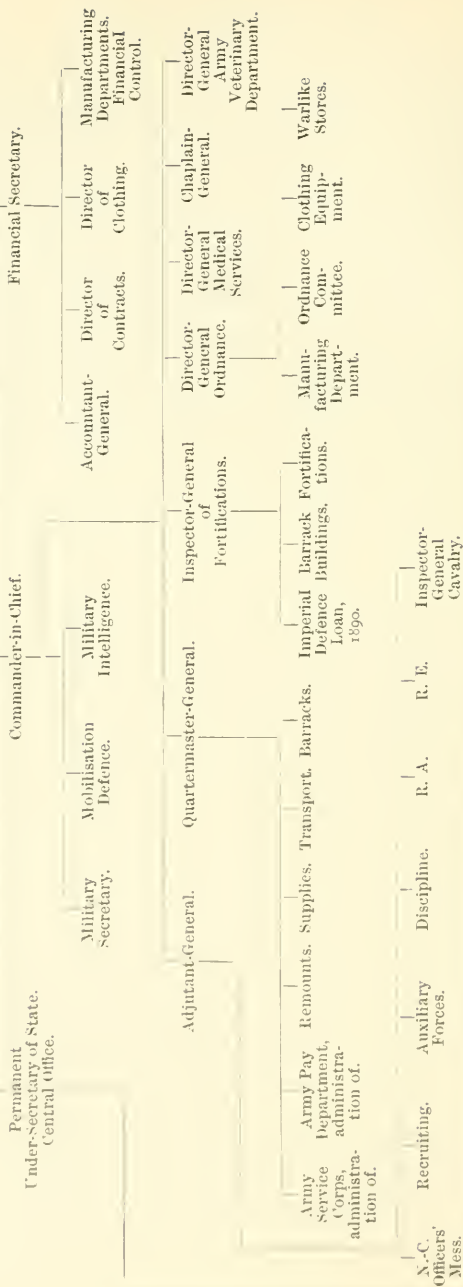 Permanent
Under-Secretary of State.
Central Office.
Commander-in-Chief.
Financial Secretary.
Military
Secretary.
Mobilisation
Defence.
Military
Intelligence.
Accountant-
General.
Director
of
Contracts.
Director
of
Clothing.
Manufacturing
Departments,
Financial
Control.
Adjutant-General.
Quartermaster-General.
Inspector-General
of
Fortifications.
Director-
General
Ordnance.
Director-
General
Medical
Services.
Chaplain-
General.
Director-
General
Army
Veterinary
Department.
Army
Service
Corps,
administra-
tion of.
Army Pay
Department,
administra-
tion of.
Remounts.
Supplies.
Transport.
Barracks.
Imperial
Defence
Loan,
1890.
Barrack
Buildings.
Fortifica-
tions.
Manu-
facturing
Depart-
ment.
Ordnance
Com-
mittee.
Clothing
Equip-
ment.
Warlike
Stores.
N.-C.
Officers'
Mess.
Recruiting.
Auxiliary
Forces.
Discipline.
R. A.
R. E.
Inspector-
General
Cavalry.